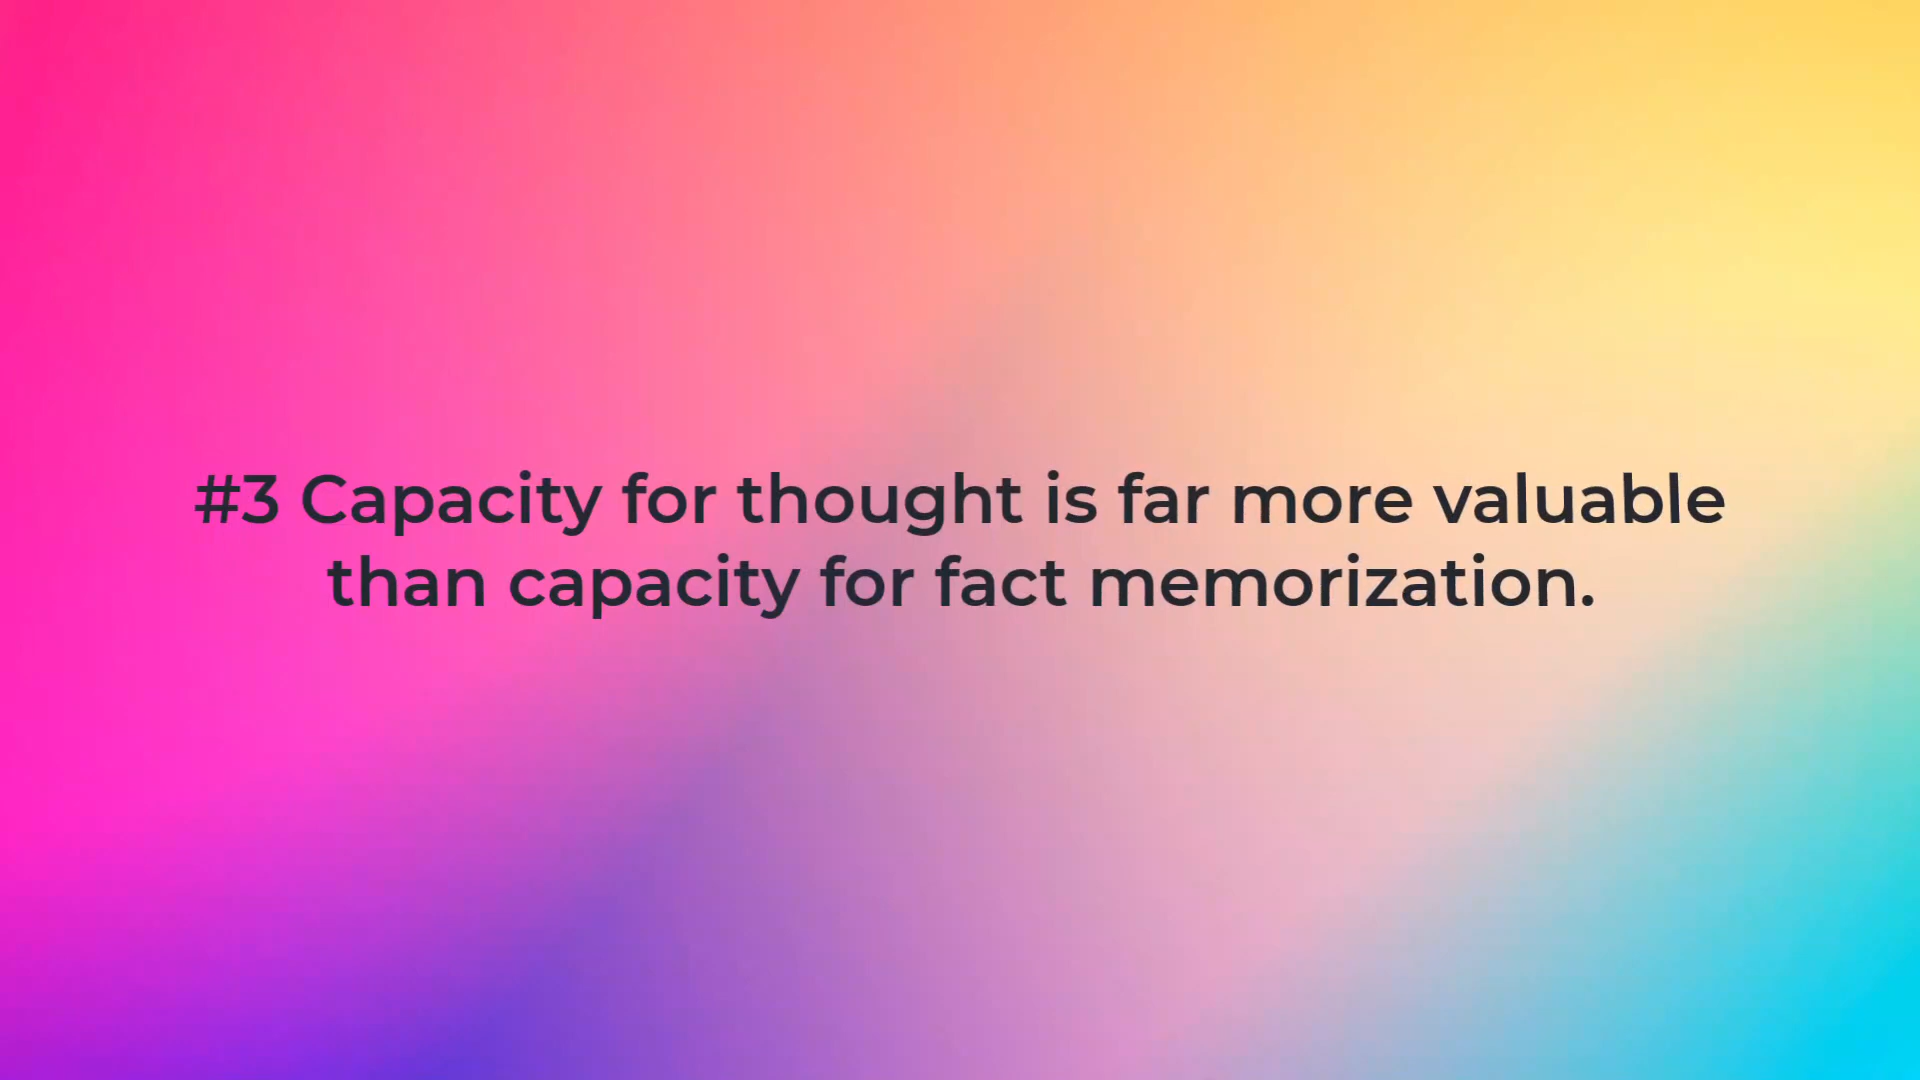 #3 Capacity for thought is far more valuable
than capacity for fact memorization.